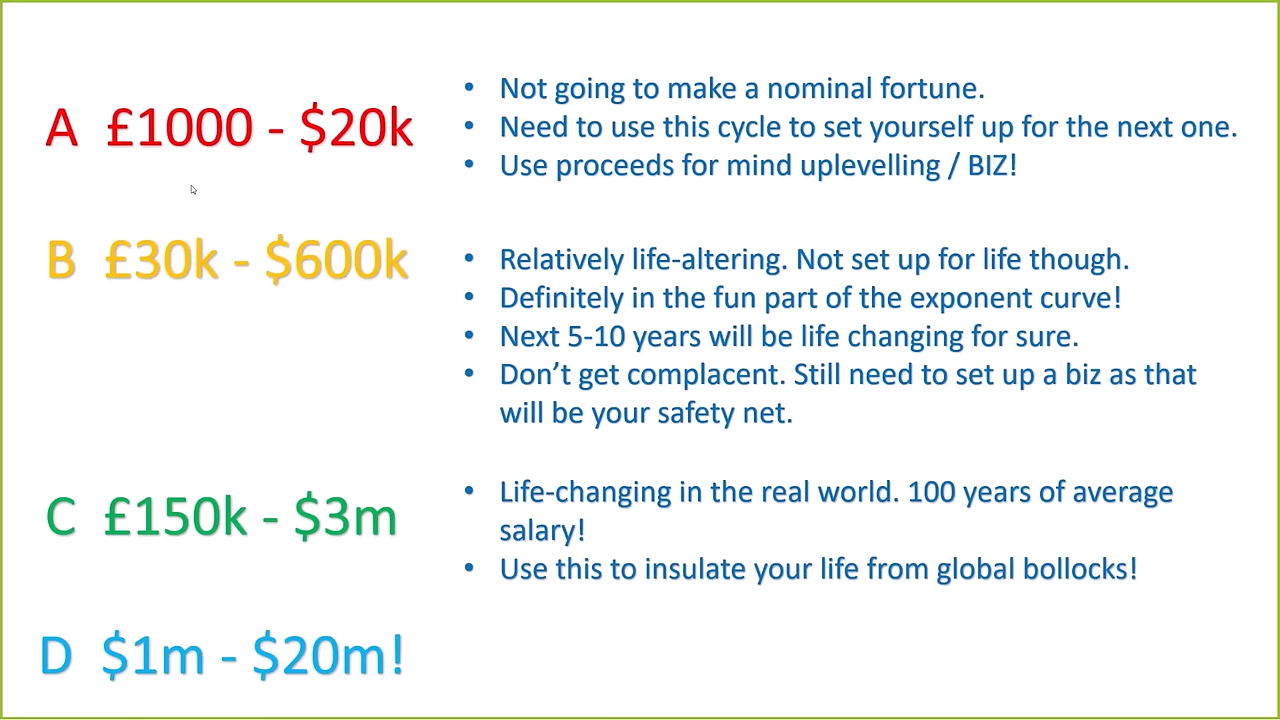 A £1000 - $20k
• Not going to make a nominal fortune.
• Need to use this cycle to set yourself up for the next one.
• Use proceeds for mind uplevelling / BIZ!
B £30k - $600k
• Relatively life-altering. Not set up for life though.
• Definitely in the fun part of the exponent curve!
• Next 5-10 years will be life changing for sure.
• Don’t get complacent. Still need to set up a biz as that
will be your safety net.
C £150k - $3m
• Life-changing in the real world. 100 years of average
salary!
• Use this to insulate your life from global bollocks!
D $1m - $20m!